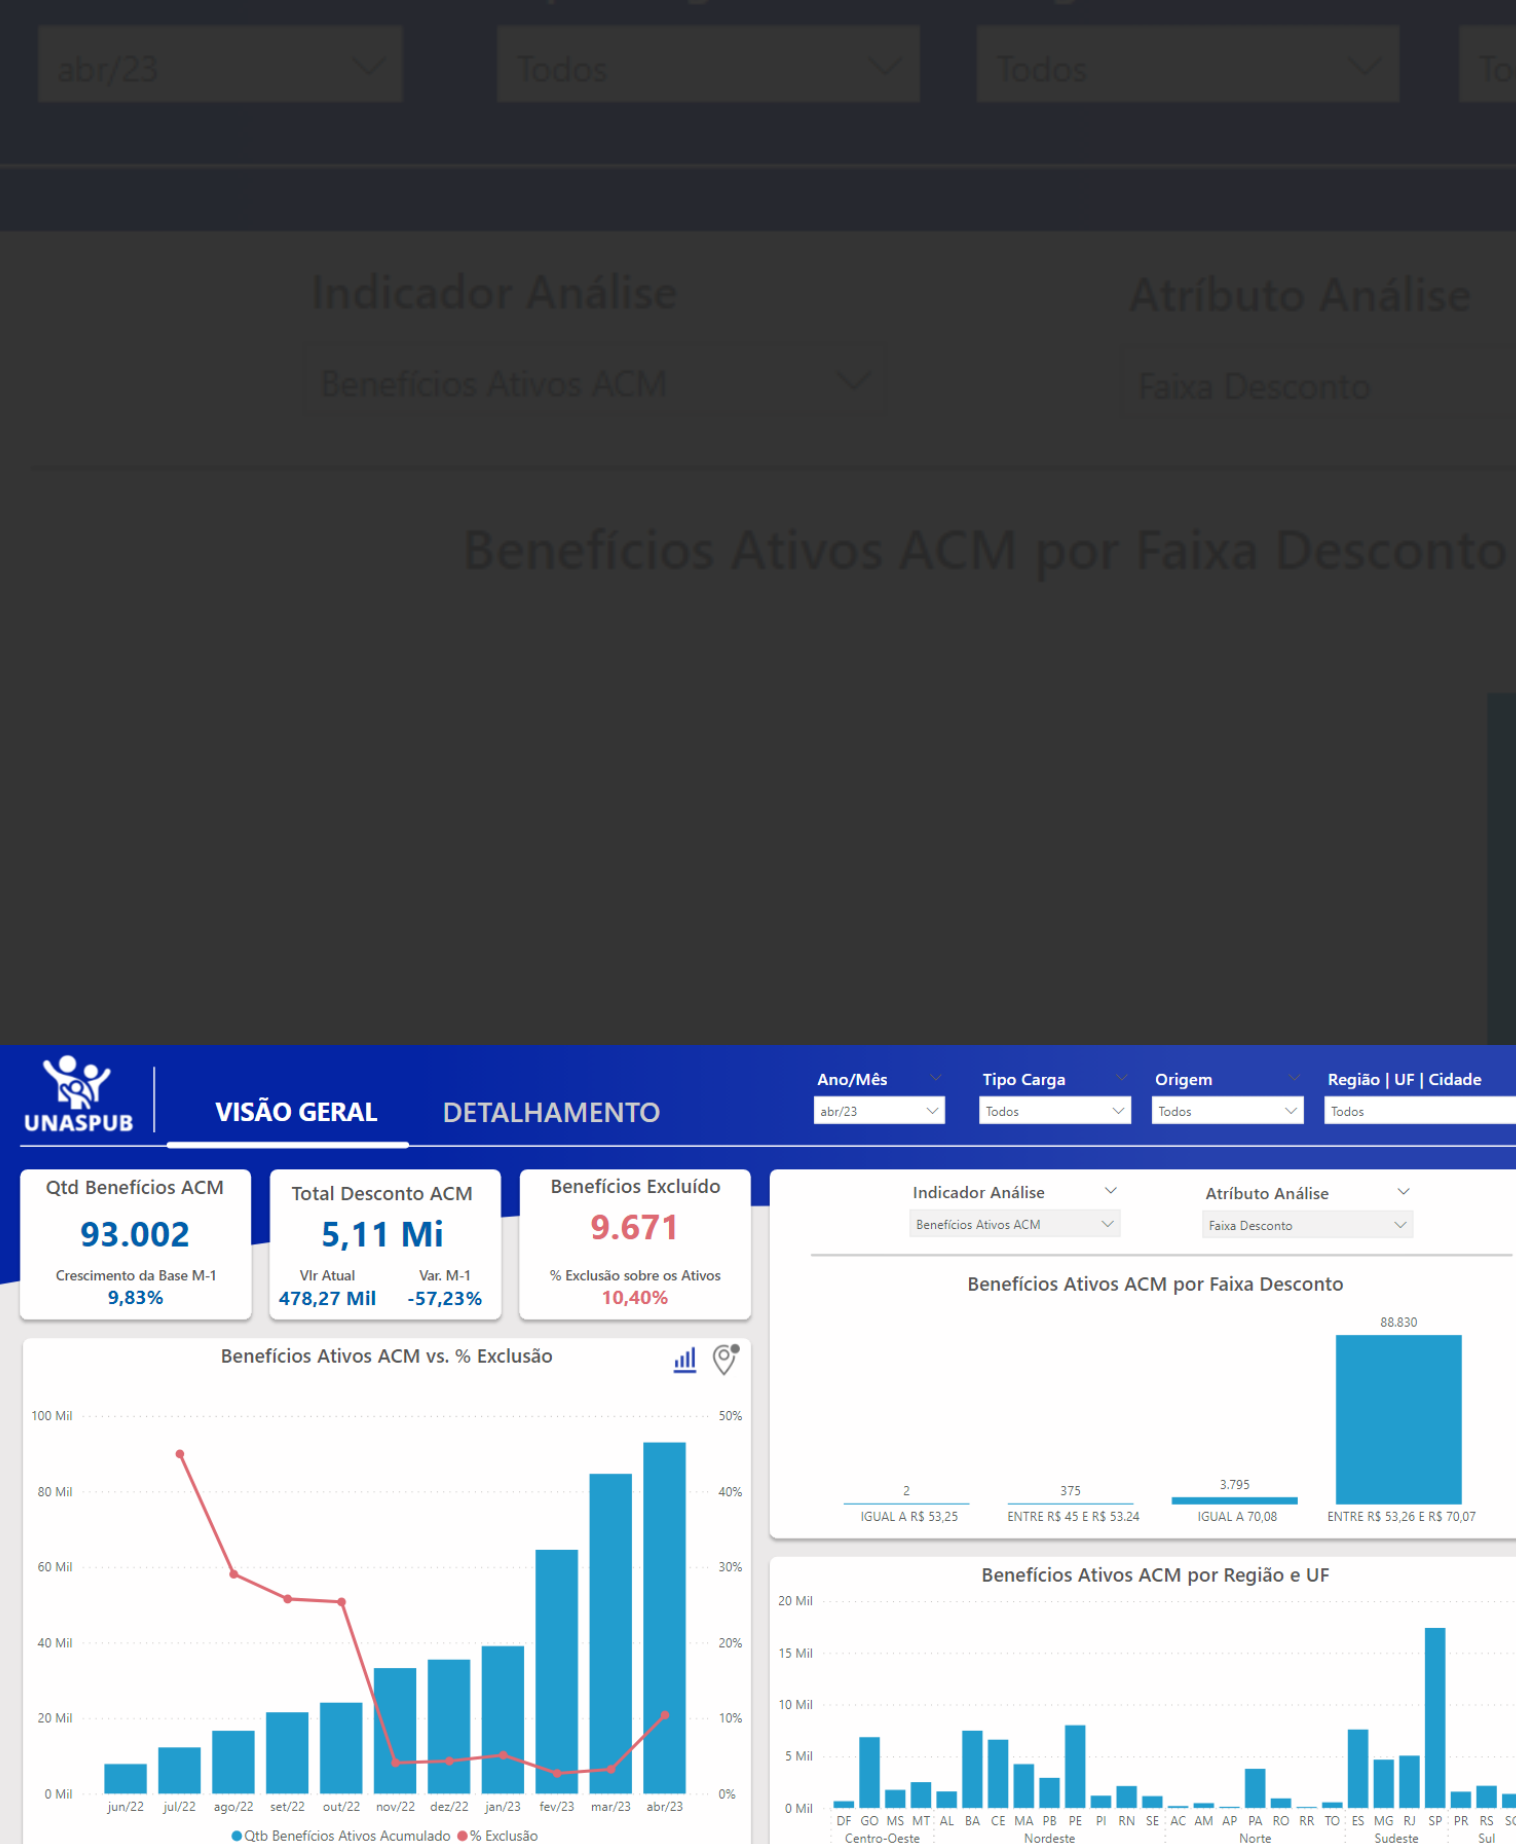 abr/23 Todos Todos To
Indicador Análise Atríbuto Análise
Benefícios Ativos ACM Faixa Desconto
Benefícios Ativos ACM por Faixa Desconto
UNASPUB
VISÃO GERAL DETALHAMENTO
Ano/Mês Tipo Carga Origem Região | UF | Cidade
abr/23 Todos Todos Todos
Qtd Benefícios ACM
93.002
Crescimento da Base M-1
9,83%
Total Desconto ACM
5,11 Mi
Vlr Atual Var. M-1
478,27 Mil -57,23%
Benefícios Excluído
9.671
% Exclusão sobre os Ativos
10,40%
Indicador Análise Atríbuto Análise
Benefícios Ativos ACM Faixa Desconto
Benefícios Ativos ACM por Faixa Desconto
88.830
2 375 3.795
IGUAL A R$ 53,25 ENTRE R$ 45 E R$ 53.24 IGUAL A 70,08 ENTRE R$ 53,26 E R$ 70,07
Benefícios Ativos ACM vs. % Exclusão
100 Mil 50%
80 Mil 40%
60 Mil 30%
40 Mil 20%
20 Mil 10%
0 Mil 0%
jun/22 jul/22 ago/22 set/22 out/22 nov/22 dez/22 jan/23 fev/23 mar/23 abr/23
Qtb Benefícios Ativos Acumulado % Exclusão
Benefícios Ativos ACM por Região e UF
20 Mil
15 Mil
10 Mil
5 Mil
0 Mil
DF GO MS MT AL BA CE MA PB PE PI RN SE AC AM AP PA RO RR TO ES MG RJ SP PR RS SC
Centro-Oeste Nordeste Norte Sudeste Sul